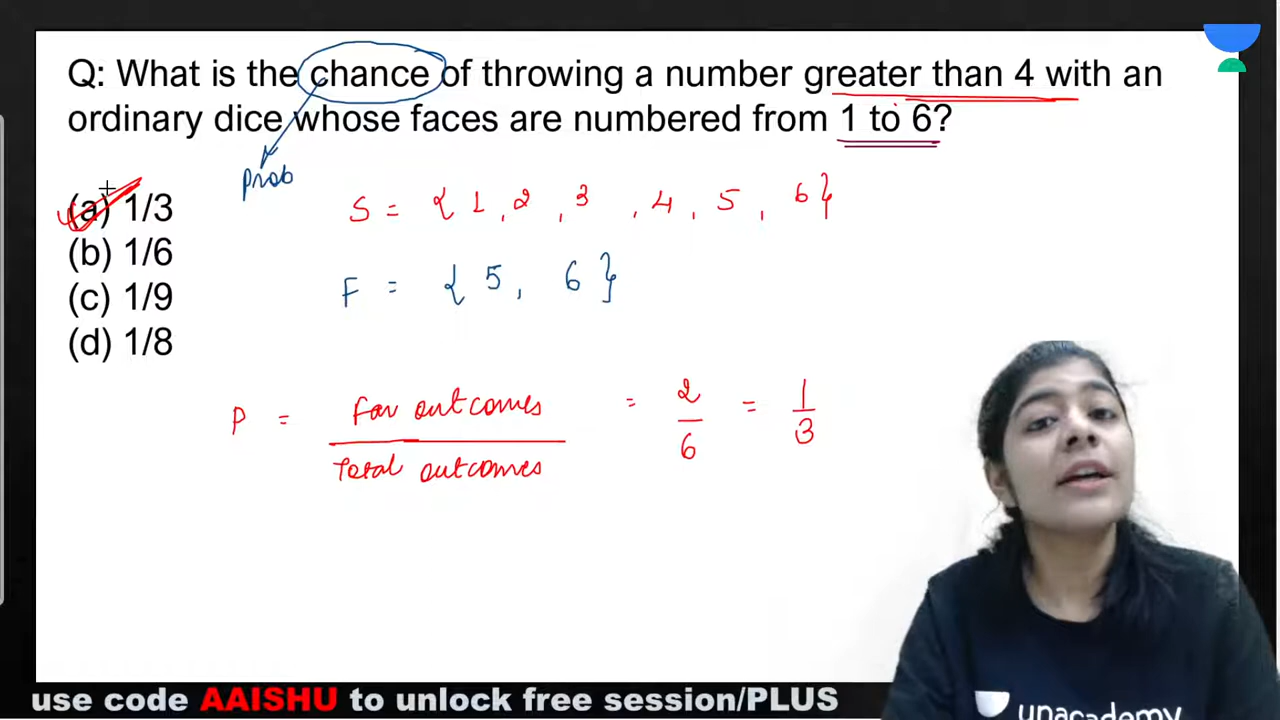 Q: What is the chance of throwing a number greater than 4 with an
ordinary dice whose faces are numbered from 1 to 6?
Prob
(a) 1/3
S = { 1 , 2 , 3 , 4 , 5 , 6 }
(b) 1/6
F = { 5 , 6 }
(c) 1/9
(d) 1/8
P = Fav outcomes / Total outcomes = 2/6 = 1/3
use code AAISHU to unlock free session/PLUS
unacademy